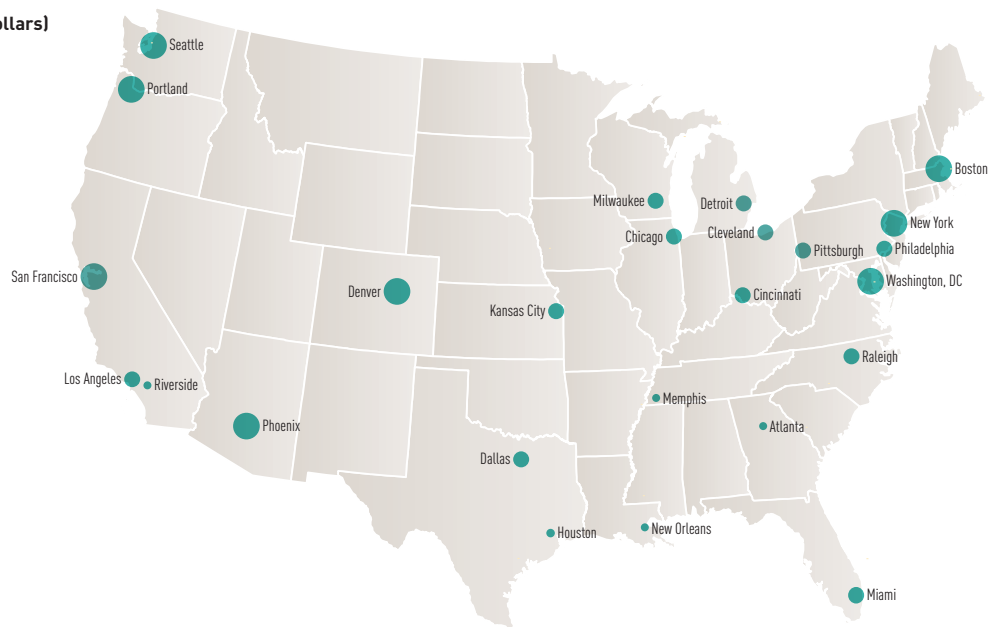 ollars)
Seattle
Portland
Boston
Milwaukee
Detroit
New York
Cleveland
Chicago
Pittsburgh
Philadelphia
San Francisco
Washington, DC
Denver
Cincinnati
Kansas City
Raleigh
Los Angeles
Riverside
Memphis
Phoenix
Atlanta
Dallas
New Orleans
Houston
Miami